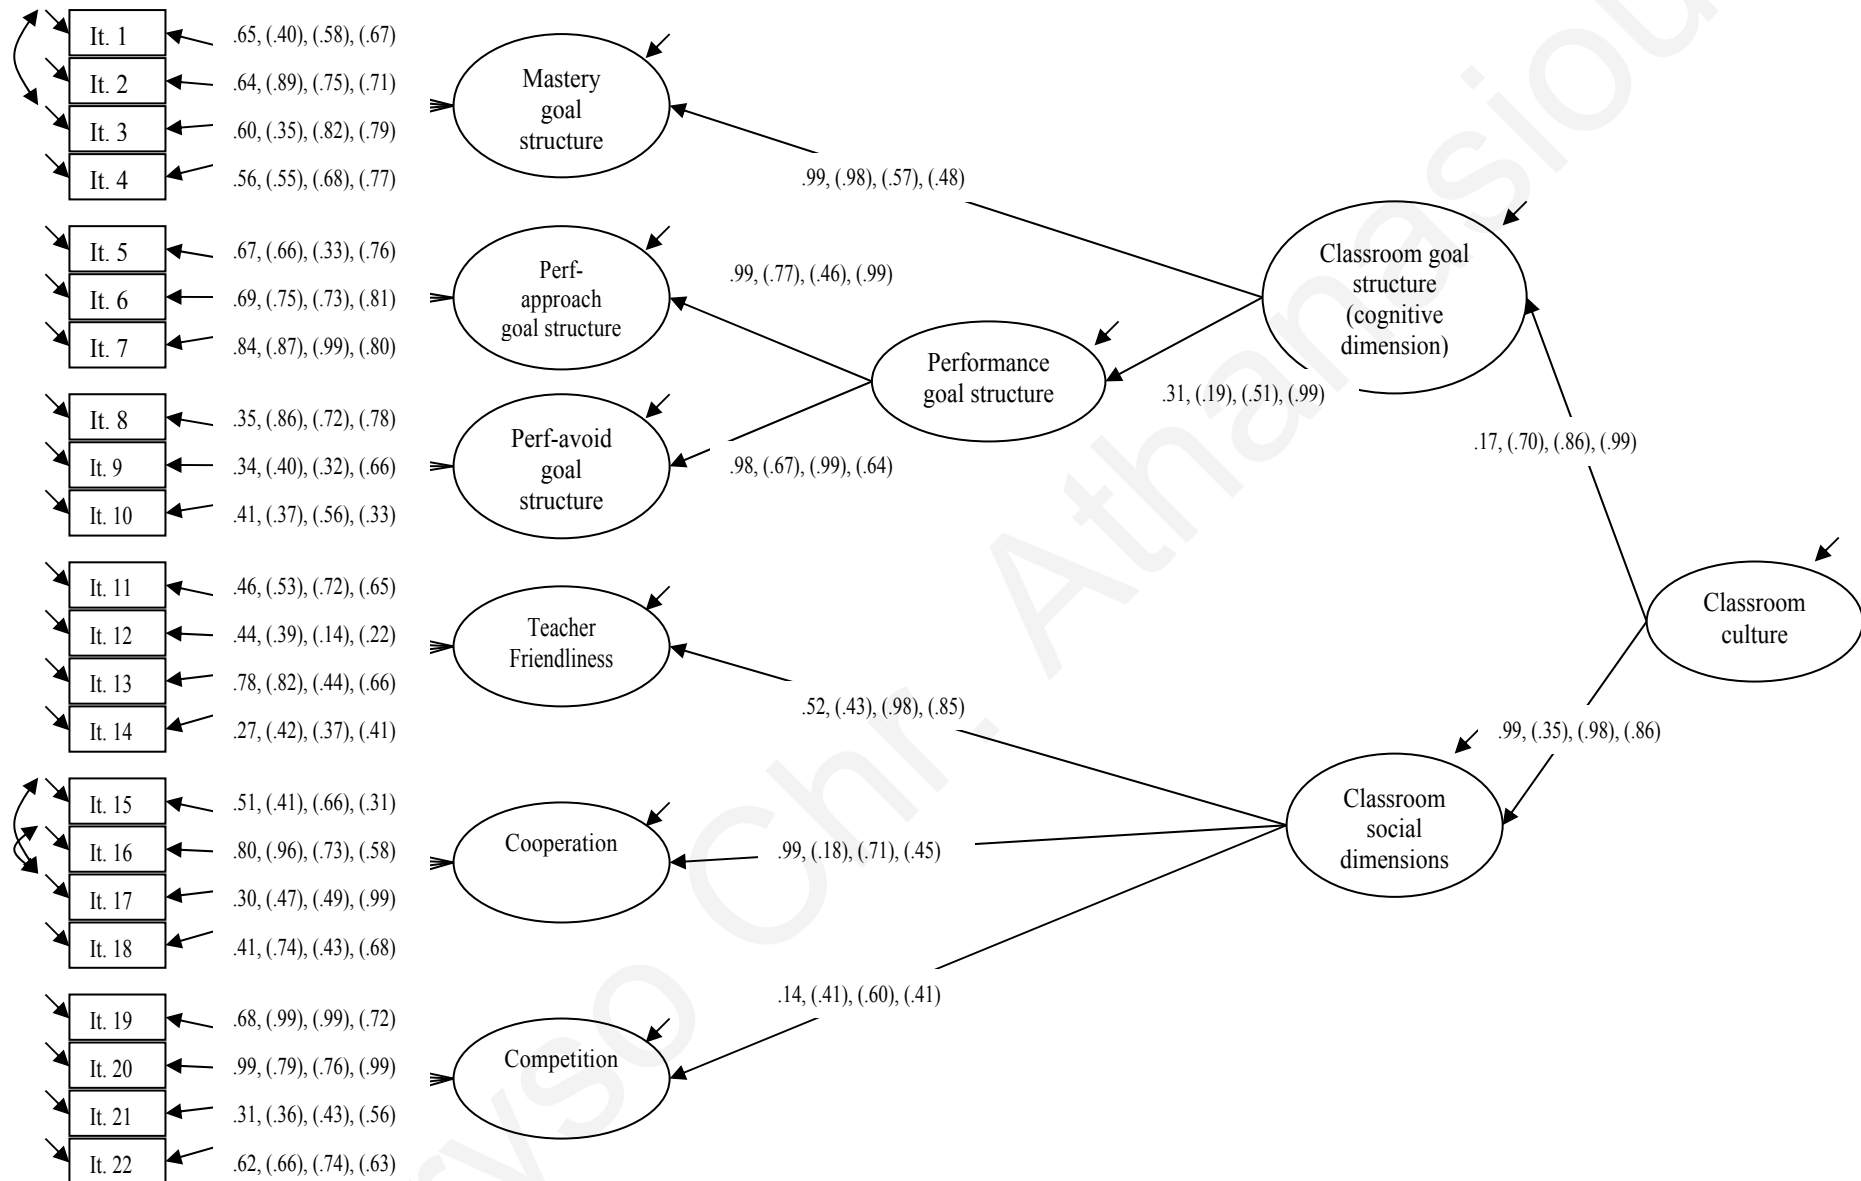 It. 1
.65, (.40), (.58), (.67)
It. 2
.64, (.89), (.75), (.71)
It. 3
.60, (.35), (.82), (.79)
It. 4
.56, (.55), (.68), (.77)
Mastery
goal
structure
.99, (.98), (.57), (.48)
It. 5
.67, (.66), (.33), (.76)
It. 6
.69, (.75), (.73), (.81)
It. 7
.84, (.87), (.99), (.80)
Perf-
approach
goal structure
.99, (.77), (.46), (.99)
Classroom goal
structure
(cognitive
dimension)
Performance
goal structure
.31, (.19), (.51), (.99)
It. 8
.35, (.86), (.72), (.78)
It. 9
.34, (.40), (.32), (.66)
It. 10
.41, (.37), (.56), (.33)
Perf-avoid
goal
structure
.98, (.67), (.99), (.64)
.17, (.70), (.86), (.99)
It. 11
.46, (.53), (.72), (.65)
It. 12
.44, (.39), (.14), (.22)
It. 13
.78, (.82), (.44), (.66)
It. 14
.27, (.42), (.37), (.41)
Teacher
Friendliness
.52, (.43), (.98), (.85)
Classroom
culture
.99, (.35), (.98), (.86)
It. 15
.51, (.41), (.66), (.31)
It. 16
.80, (.96), (.73), (.58)
It. 17
.30, (.47), (.49), (.99)
It. 18
.41, (.74), (.43), (.68)
Cooperation
.99, (.18), (.71), (.45)
Classroom
social
dimensions
It. 19
.68, (.99), (.99), (.72)
It. 20
.99, (.79), (.76), (.99)
It. 21
.31, (.36), (.43), (.56)
It. 22
.62, (.66), (.74), (.63)
Competition
.14, (.41), (.60), (.41)
yso Chr. Athanasiou